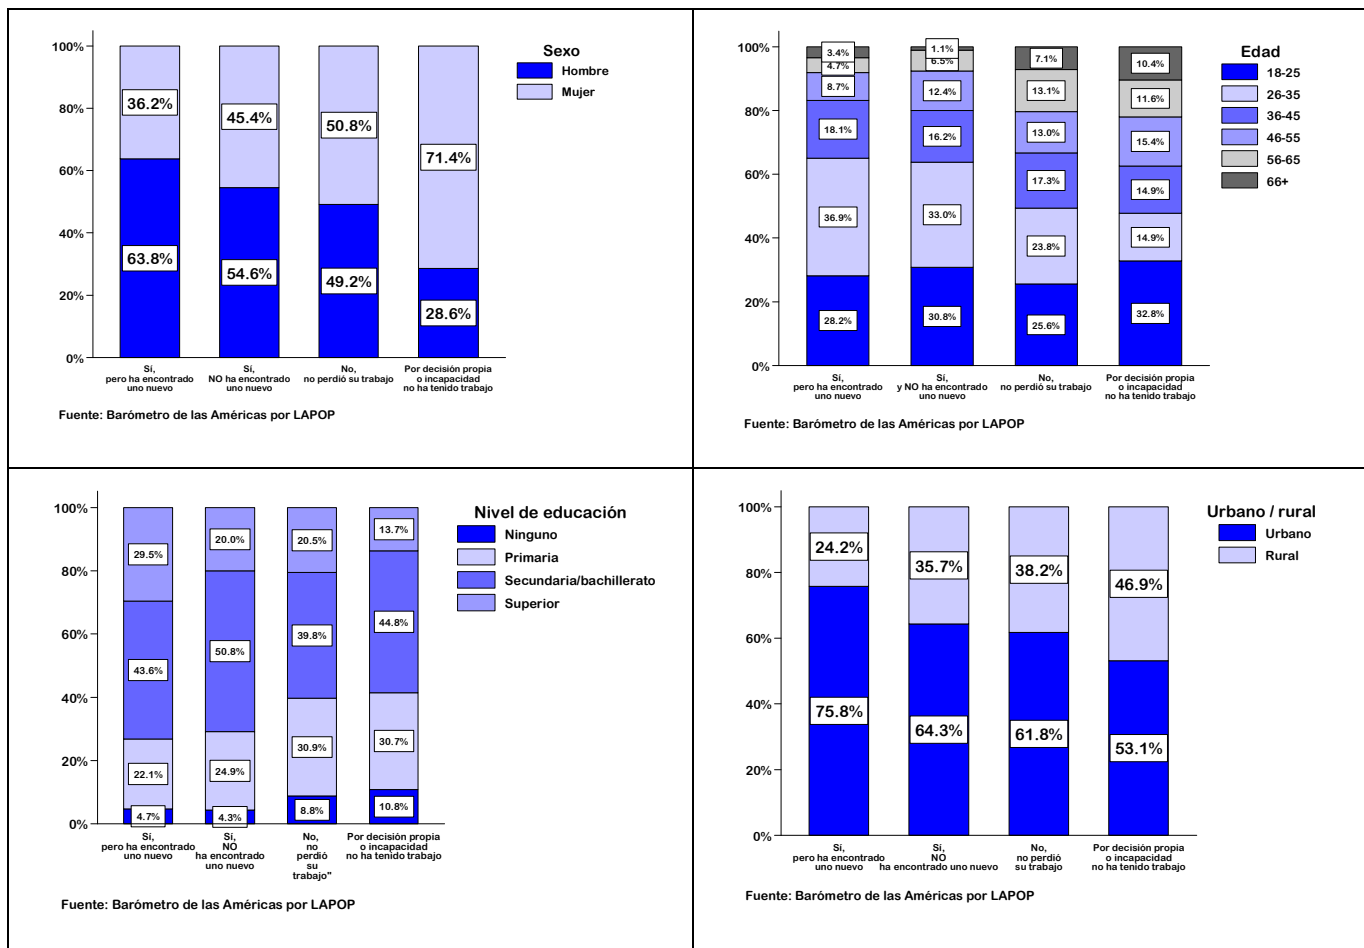 Sexo
Hombre
Mujer
100%
80%
60%
40%
20%
0%
36.2%
45.4%
50.8%
71.4%
63.8%
54.6%
49.2%
28.6%
Sí,
pero ha encontrado
uno nuevo
Sí,
NO ha encontrado
uno nuevo
No,
no perdió su trabajo
Por decisión propia
o incapacidad
no ha tenido trabajo
Fuente: Barómetro de las Américas por LAPOP
Edad
18-25
26-35
36-45
46-55
56-65
66+
100%
80%
60%
40%
20%
0%
3.4%
4.7%
8.7%
18.1%
36.9%
28.2%
1.1%
6.5%
12.4%
16.2%
33.0%
30.8%
7.1%
13.1%
13.0%
17.3%
23.8%
25.6%
10.4%
11.6%
15.4%
14.9%
14.9%
32.8%
Sí,
pero ha encontrado
uno nuevo
Sí,
y NO ha encontrado
uno nuevo
No,
no perdió su trabajo
Por decisión propia
o incapacidad
no ha tenido trabajo
Fuente: Barómetro de las Américas por LAPOP
Nivel de educación
Ninguno
Primaria
Secundaria/bachillerato
Superior
100%
80%
60%
40%
20%
0%
29.5%
43.6%
22.1%
4.7%
20.0%
50.8%
24.9%
4.3%
20.5%
39.8%
30.9%
8.8%
13.7%
44.8%
30.7%
10.8%
Sí,
pero ha encontrado
uno nuevo
Sí,
NO
ha encontrado
uno nuevo
No,
no
perdió
su
trabajo"
Por decisión propia
o incapacidad
no ha tenido trabajo
Fuente: Barómetro de las Américas por LAPOP
Urbano / rural
Urbano
Rural
100%
80%
60%
40%
20%
0%
24.2%
35.7%
38.2%
46.9%
75.8%
64.3%
61.8%
53.1%
Sí,
pero ha encontrado
uno nuevo
Sí,
NO
ha encontrado uno nuevo
No,
no perdió
su trabajo
Por decisión propia
o incapacidad
no ha tenido trabajo
Fuente: Barómetro de las Américas por LAPOP